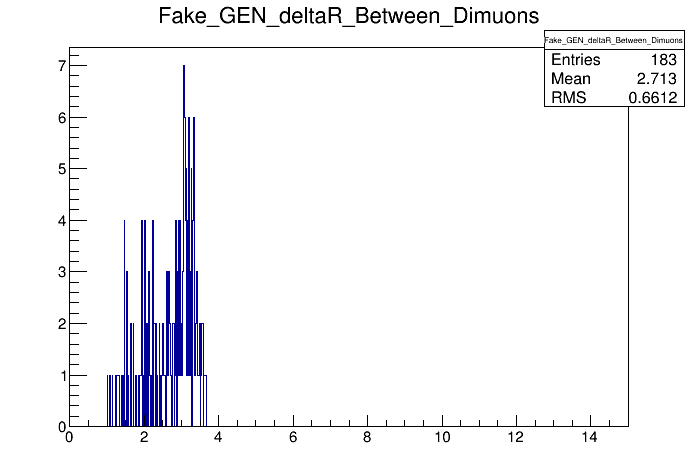 Fake_GEN_deltaR_Between_Dimuons
Fake_GEN_deltaR_Between_Dimuons
Entries 183
Mean 2.713
RMS 0.6612
7
6
5
4
3
2
1
0
0 2 4 6 8 10 12 14